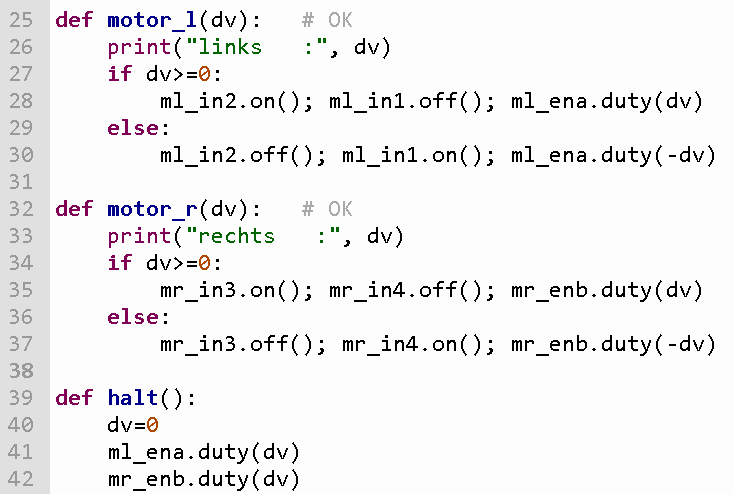 25 def motor_l(dv):   # OK
26     print("links   :", dv)
27     if dv>=0:
28         ml_in2.on(); ml_in1.off(); ml_ena.duty(dv)
29     else:
30         ml_in2.off(); ml_in1.on(); ml_ena.duty(-dv)
31
32 def motor_r(dv):   # OK
33     print("rechts   :", dv)
34     if dv>=0:
35         mr_in3.on(); mr_in4.off(); mr_enb.duty(dv)
36     else:
37         mr_in3.off(); mr_in4.on(); mr_enb.duty(-dv)
38
39 def halt():
40     dv=0
41     ml_ena.duty(dv)
42     mr_enb.duty(dv)